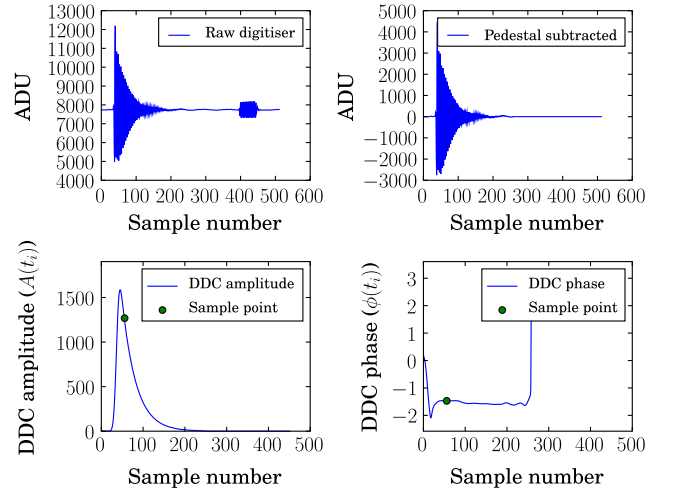 13000
12000
11000
10000
9000
8000
7000
6000
5000
4000
0 100 200 300 400 500 600
ADU
Sample number
Raw digitiser
5000
4000
3000
2000
1000
0
−1000
−2000
−3000
0 100 200 300 400 500 600
ADU
Sample number
Pedestal subtracted
1500
1000
500
0
0 100 200 300 400 500
DDC amplitude (A(tᵢ))
Sample number
DDC amplitude
Sample point
3
2
1
0
−1
−2
0 100 200 300 400 500
DDC phase (ϕ(tᵢ))
Sample number
DDC phase
Sample point